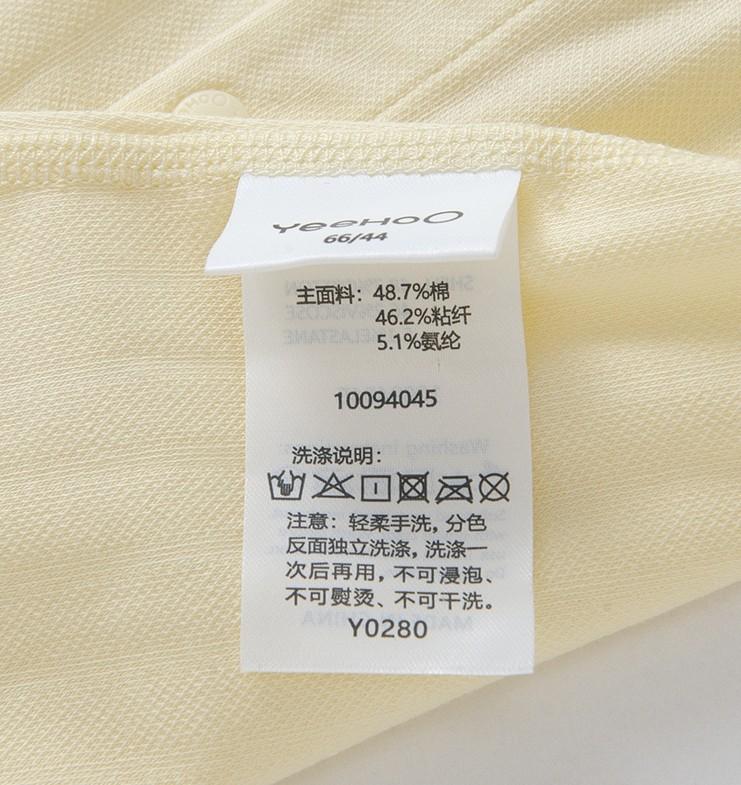 YeeHoO
66/44
主面料：48.7%棉
46.2%粘纤
5.1%氨纶
10094045
洗涤说明：
注意：轻柔手洗，分色
反面独立洗涤，洗涤一
次后再用，不可浸泡、
不可熨烫、不可干洗。
Y0280